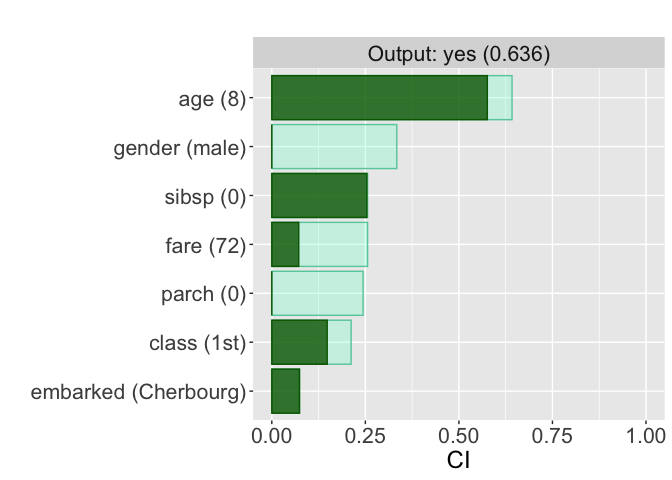 Output: yes (0.636)
age (8)
gender (male)
sibsp (0)
fare (72)
parch (0)
class (1st)
embarked (Cherbourg)
0.00 0.25 0.50 0.75 1.00
CI